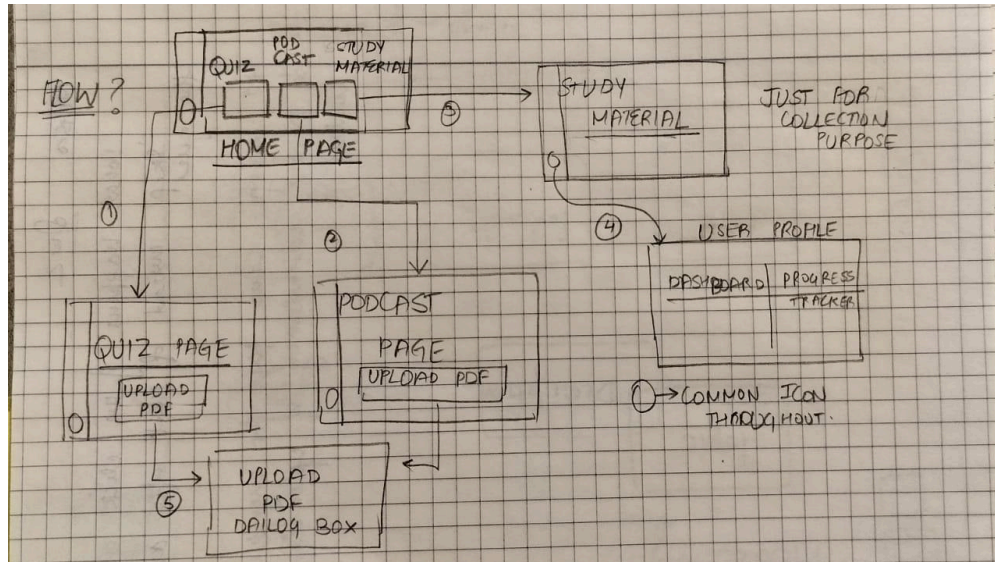 HOW?
QUIZ
POD
CAST
STUDY
MATERIAL
HOME PAGE
③
STUDY
MATERIAL
JUST FOR
COLLECTION
PURPOSE
①
②
④
USER PROFILE
DASHBOARD
PROGRESS
TRACKER
QUIZ PAGE
UPLOAD
PDF
PODCAST
PAGE
UPLOAD PDF
→ COMMON ICON
THROUGHOUT.
⑤
UPLOAD
PDF
DAILOG BOX